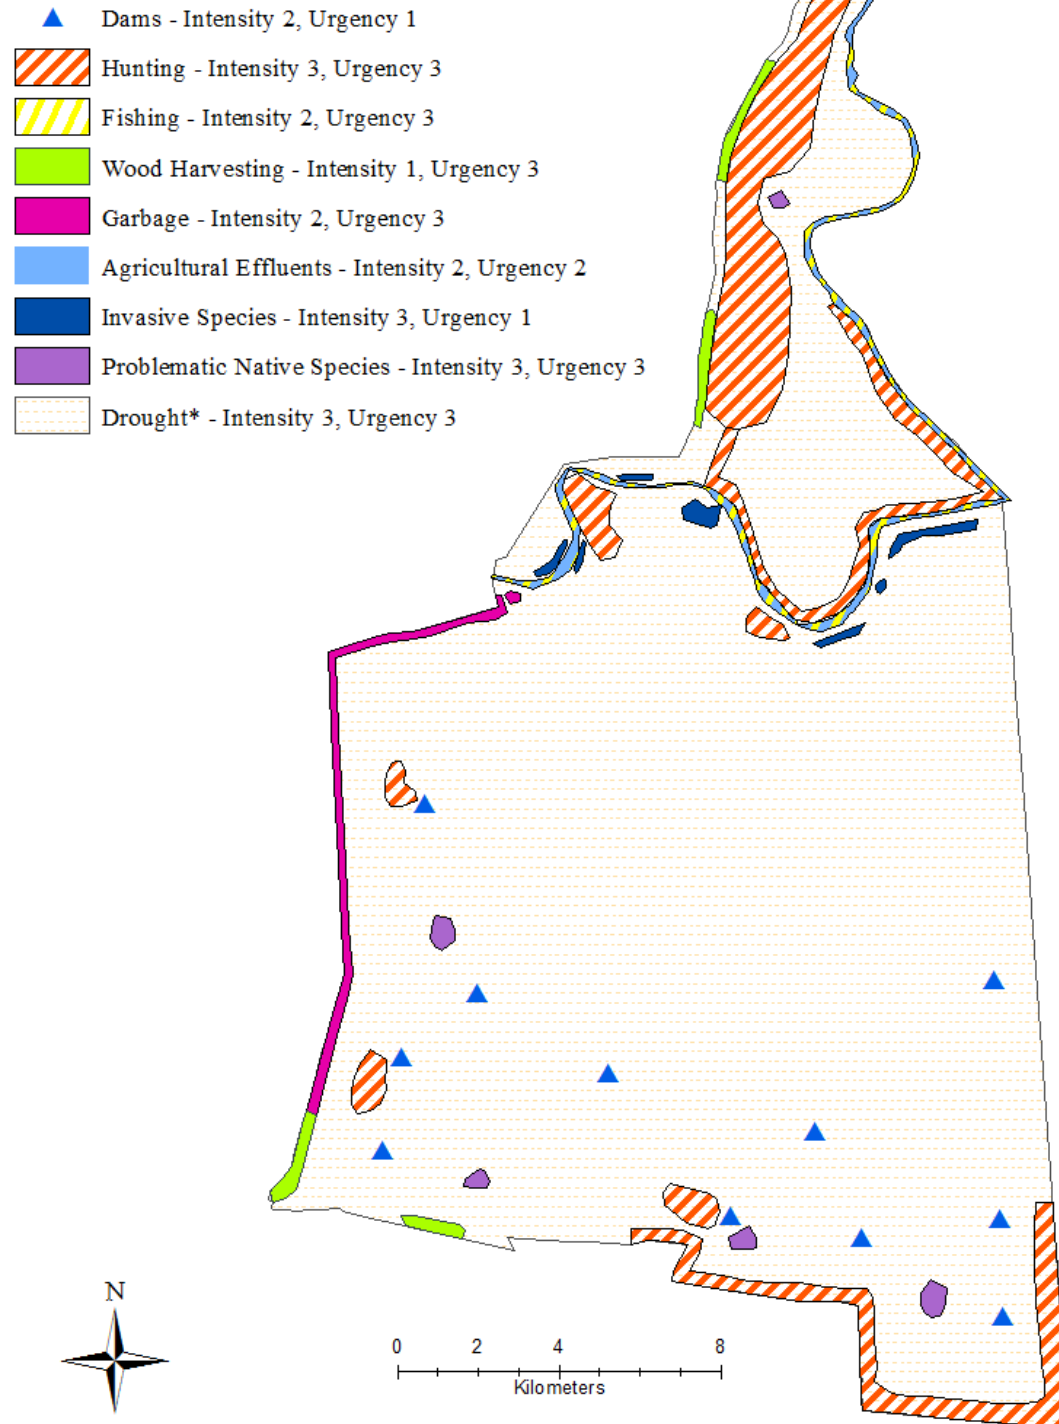 Dams - Intensity 2, Urgency 1
Hunting - Intensity 3, Urgency 3
Fishing - Intensity 2, Urgency 3
Wood Harvesting - Intensity 1, Urgency 3
Garbage - Intensity 2, Urgency 3
Agricultural Effluents - Intensity 2, Urgency 2
Invasive Species - Intensity 3, Urgency 1
Problematic Native Species - Intensity 3, Urgency 3
Drought* - Intensity 3, Urgency 3
N
0 2 4 8
Kilometers